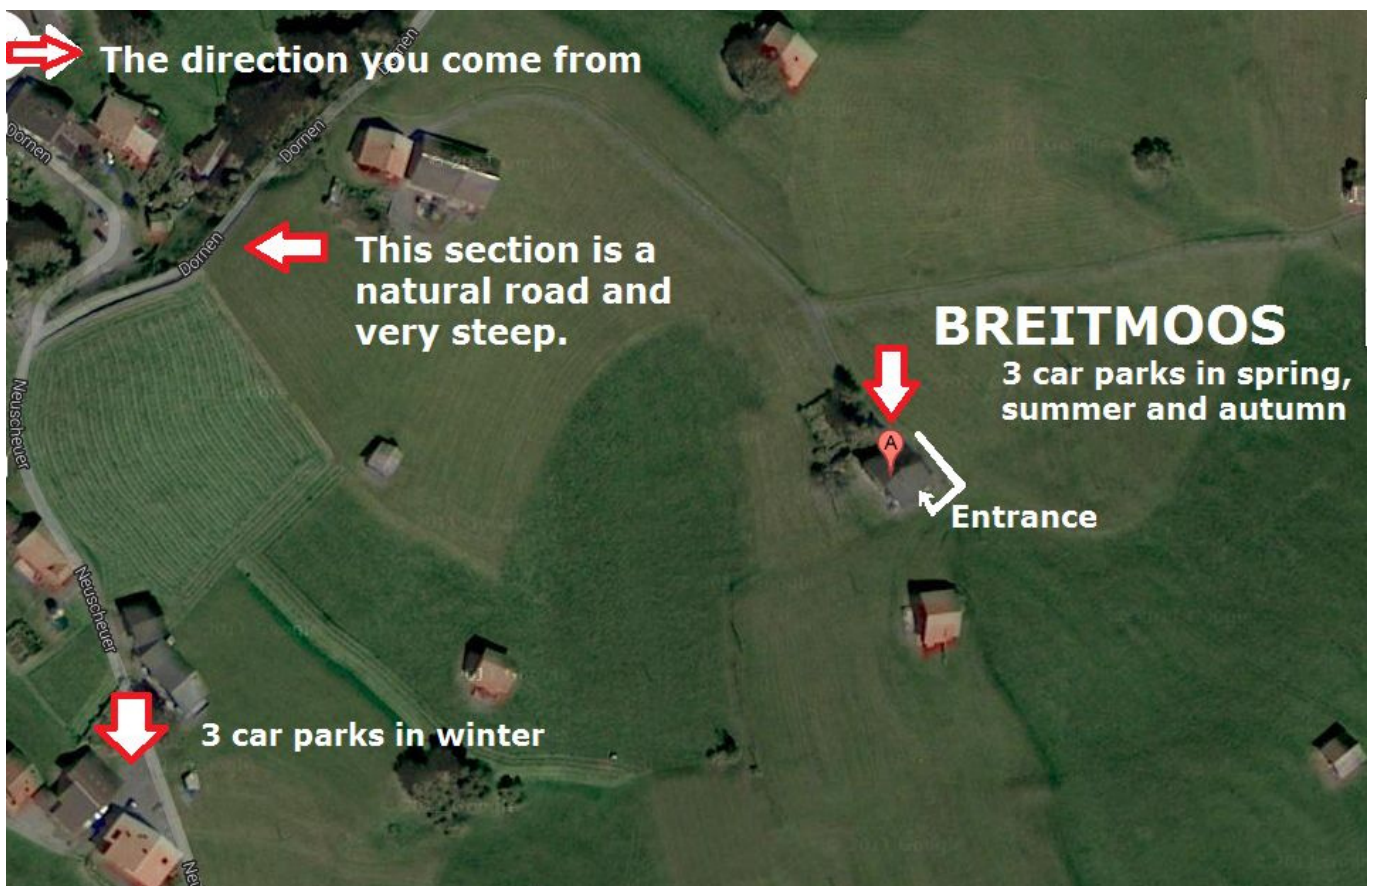 The direction you come from
Dornen
Dornen
Dornen
Dornen
This section is a
natural road and
very steep.
BREITMOOS
3 car parks in spring,
summer and autumn
A
Entrance
Neuscheuer
Neuscheuer
3 car parks in winter